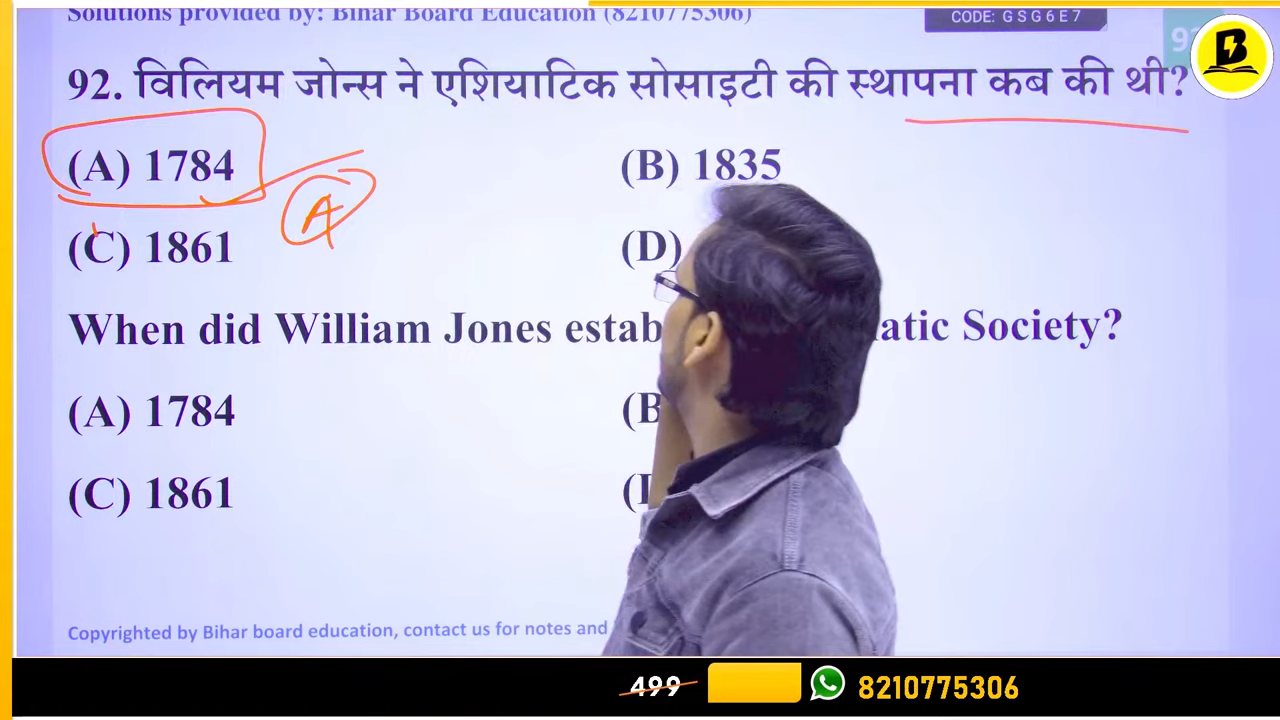 Solutions provided by: Bihar Board Education (8210775306)
CODE: GSG6E7
92. विलियम जोन्स ने एशियाटिक सोसाइटी की स्थापना कब की थी?
(A) 1784
(B) 1835
A
(C) 1861
(D)
When did William Jones estab atic Society?
(A) 1784
(B
(C) 1861
Copyrighted by Bihar board education, contact us for notes and
499
8210775306